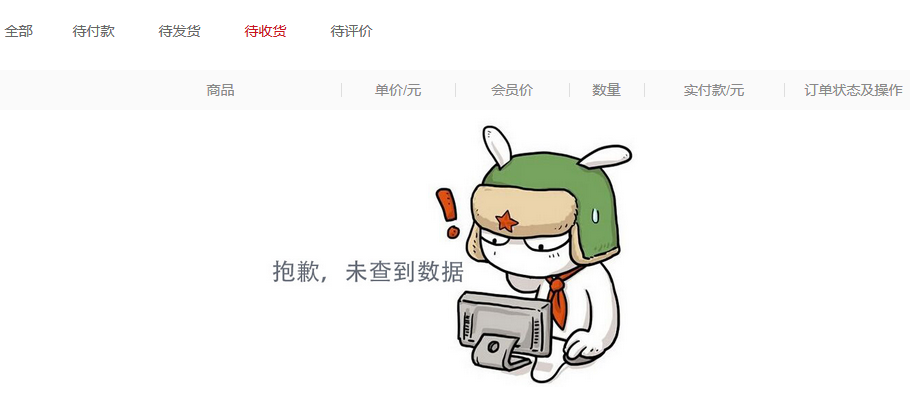 全部 待付款 待发货 待收货 待评价
商品 单价/元 会员价 数量 实付款/元 订单状态及操作
抱歉，未查到数据